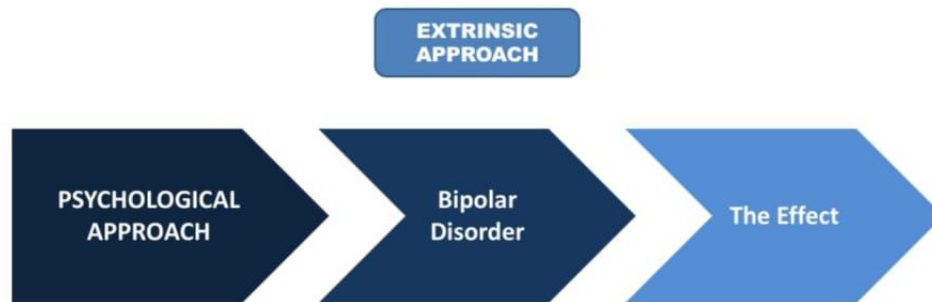 EXTRINSIC
APPROACH
PSYCHOLOGICAL
APPROACH
Bipolar
Disorder
The Effect